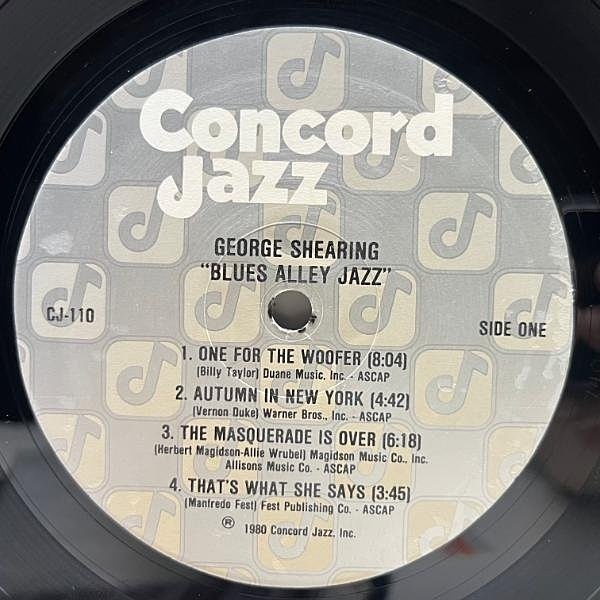 Concord
Jazz
GEORGE SHEARING
"BLUES ALLEY JAZZ"
CJ-110
SIDE ONE
1. ONE FOR THE WOOFER (8:04)
(Billy Taylor) Duane Music, Inc. - ASCAP
2. AUTUMN IN NEW YORK (4:42)
(Vernon Duke) Warner Bros., Inc. - ASCAP
3. THE MASQUERADE IS OVER (6:18)
(Herbert Magidson-Allie Wrubel) Magidson Music Co., Inc.
Allisons Music Co. - ASCAP
4. THAT'S WHAT SHE SAYS (3:45)
(Manfredo Fest) Fest Publishing Co. - ASCAP
® 1980 Concord Jazz, Inc.